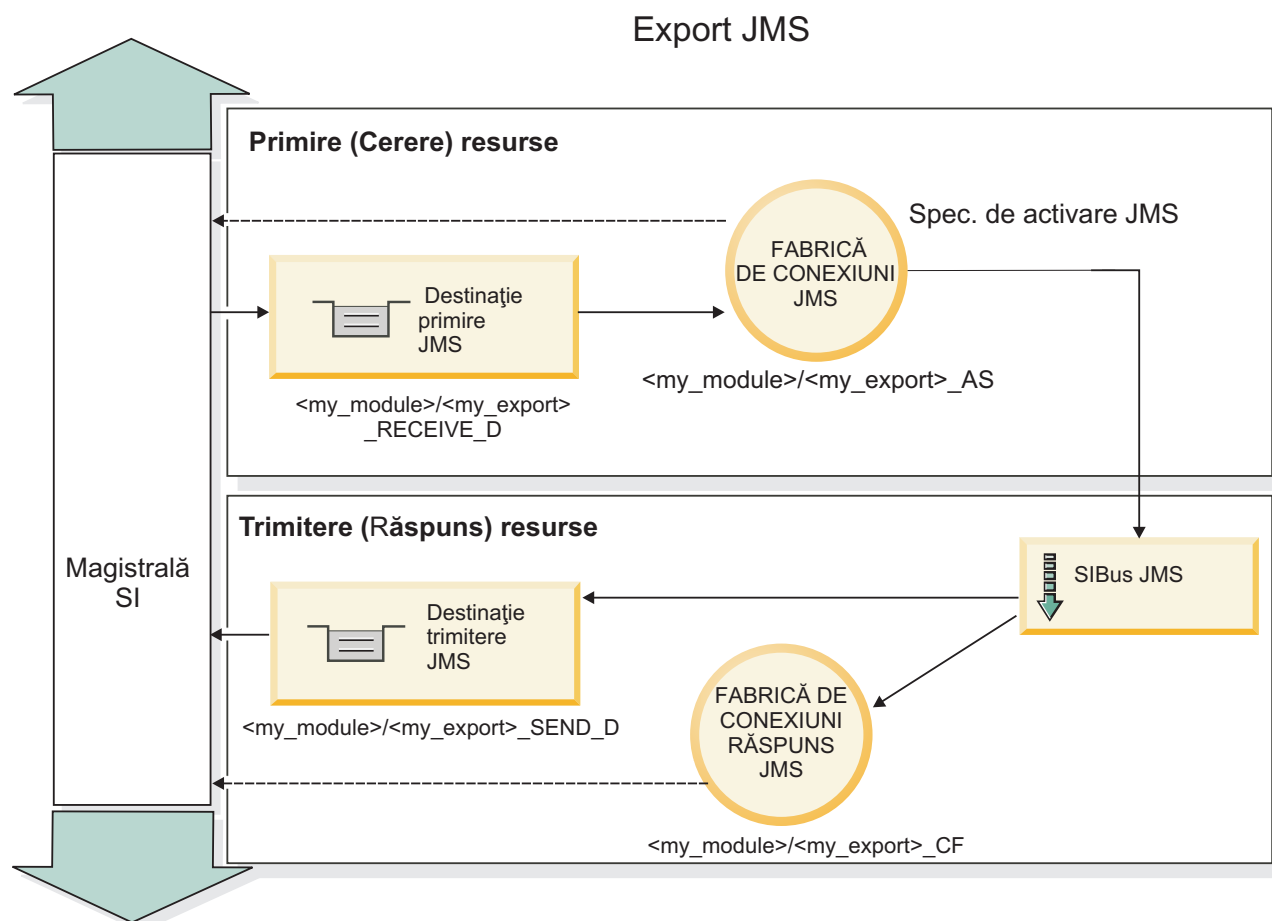 Export JMS
Primire (Cerere) resurse
Spec. de activare JMS
FABRICĂ
DE CONEXIUNI
JMS
Destinaţie
primire
JMS
<my_module>/<my_export>_AS
<my_module>/<my_export>
_RECEIVE_D
Trimitere (Răspuns) resurse
Magistrală
SI
SIBus JMS
Destinaţie
trimitere
JMS
<my_module>/<my_export>_SEND_D
FABRICĂ DE
CONEXIUNI
RĂSPUNS
JMS
<my_module>/<my_export>_CF